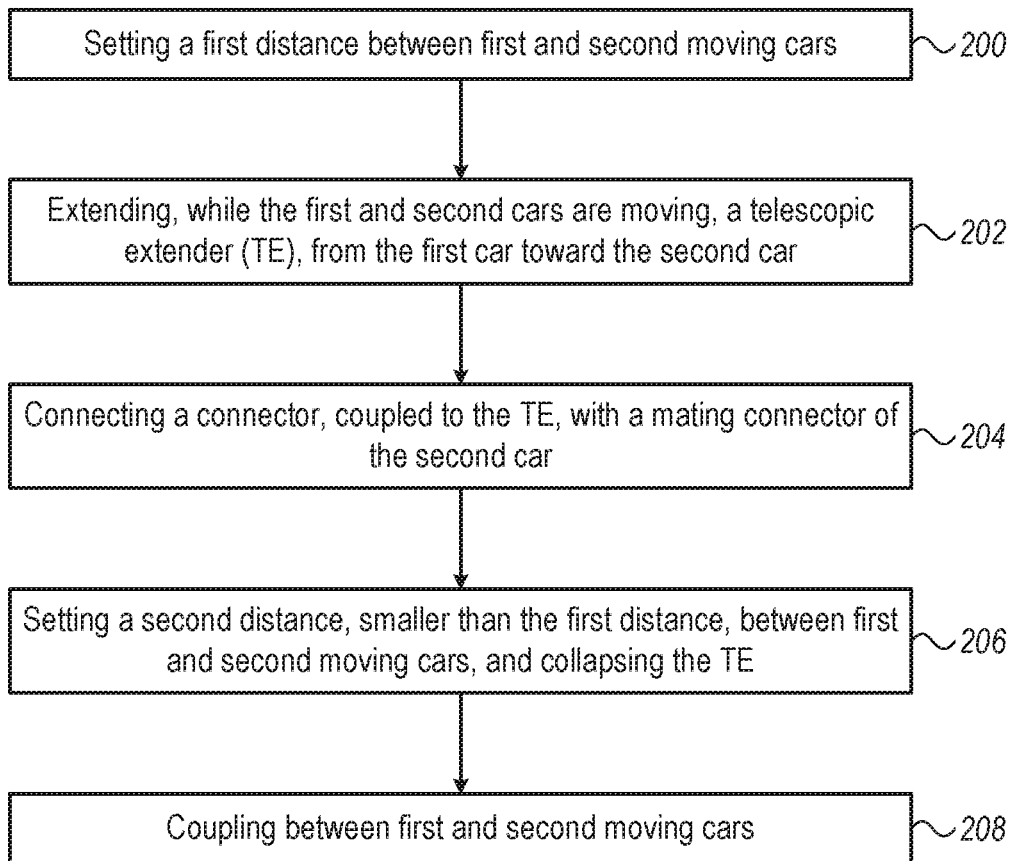 Setting a first distance between first and second moving cars 200
Extending, while the first and second cars are moving, a telescopic
extender (TE), from the first car toward the second car 202
Connecting a connector, coupled to the TE, with a mating connector of
the second car 204
Setting a second distance, smaller than the first distance, between first
and second moving cars, and collapsing the TE 206
Coupling between first and second moving cars 208